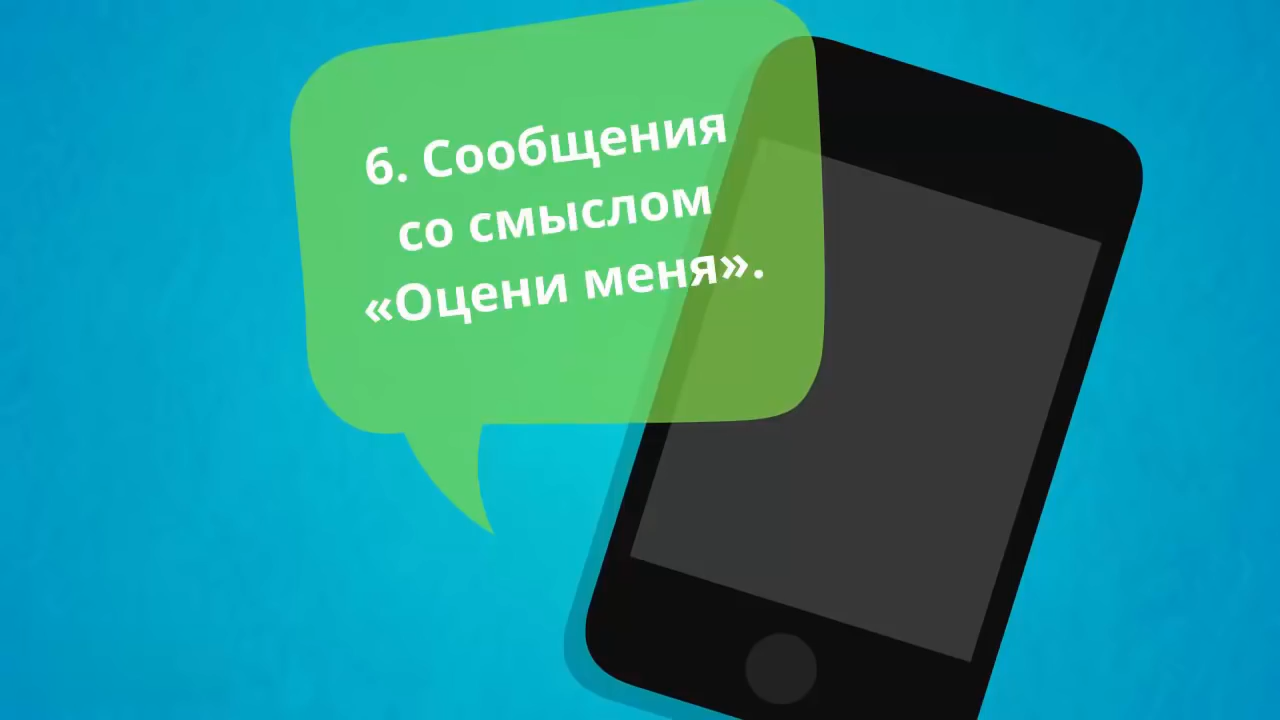 6. Сообщения
со смыслом
«Оцени меня».